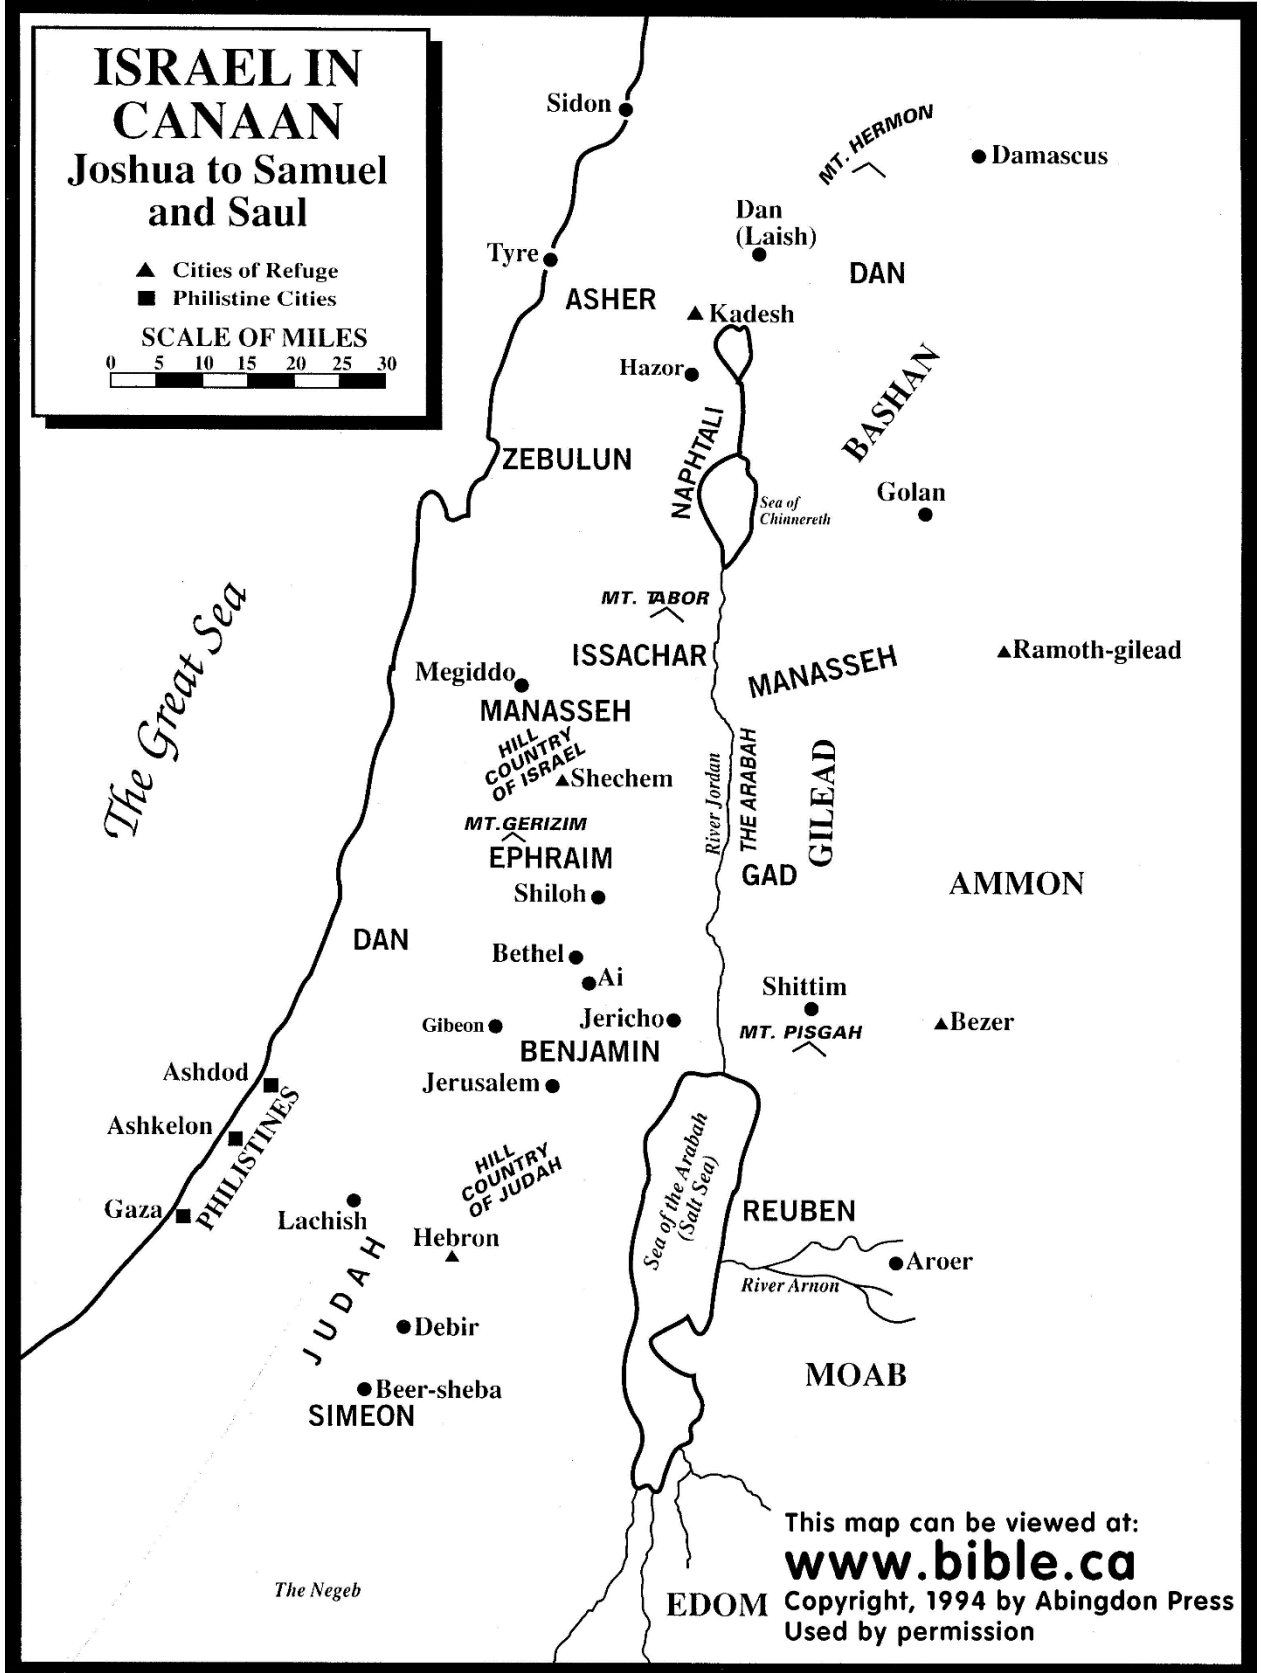 ISRAEL IN
CANAAN
Joshua to Samuel
and Saul
Cities of Refuge
Philistine Cities
SCALE OF MILES
0 5 10 15 20 25 30
Sidon
MT. HERMON
Damascus
Dan
(Laish)
Tyre
DAN
ASHER
Kadesh
Hazor
BASHAN
NAPHTALI
ZEBULUN
Golan
Sea of
Chinnereth
The Great Sea
MT. TABOR
ISSACHAR
MANASSEH
Ramoth-gilead
Megiddo
MANASSEH
HILL
COUNTRY
OF ISRAEL
Shechem
River Jordan
THE ARABAH
GILEAD
MT.GERIZIM
EPHRAIM
GAD
AMMON
Shiloh
DAN
Bethel
Ai
Shittim
Gibeon
Jericho
MT. PISGAH
Bezer
BENJAMIN
Ashdod
Jerusalem
Ashkelon
PHILISTINES
HILL
COUNTRY
OF JUDAH
Sea of the Arabah
(Salt Sea)
Gaza
Lachish
REUBEN
Hebron
JUDAH
Aroer
River Arnon
Debir
MOAB
Beer-sheba
SIMEON
The Negeb
EDOM
This map can be viewed at:
www.bible.ca
Copyright, 1994 by Abingdon Press
Used by permission